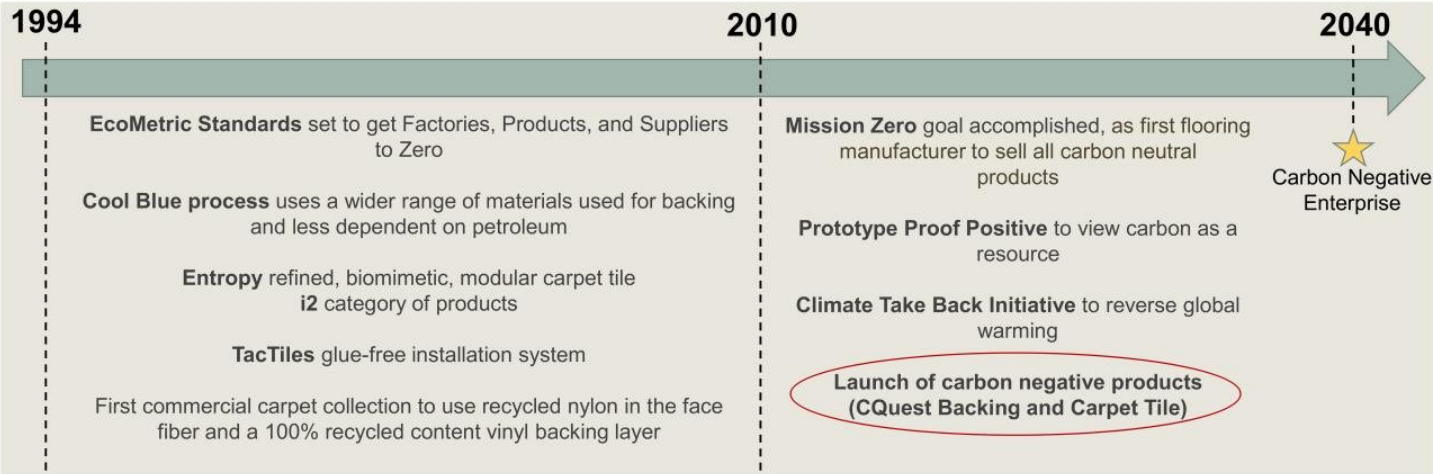 1994
2010
2040
EcoMetric Standards set to get Factories, Products, and Suppliers
to Zero
Cool Blue process uses a wider range of materials used for backing
and less dependent on petroleum
Entropy refined, biomimetic, modular carpet tile
i2 category of products
TacTiles glue-free installation system
First commercial carpet collection to use recycled nylon in the face
fiber and a 100% recycled content vinyl backing layer
Mission Zero goal accomplished, as first flooring
manufacturer to sell all carbon neutral
products
Prototype Proof Positive to view carbon as a
resource
Climate Take Back Initiative to reverse global
warming
Launch of carbon negative products
(CQuest Backing and Carpet Tile)
Carbon Negative
Enterprise